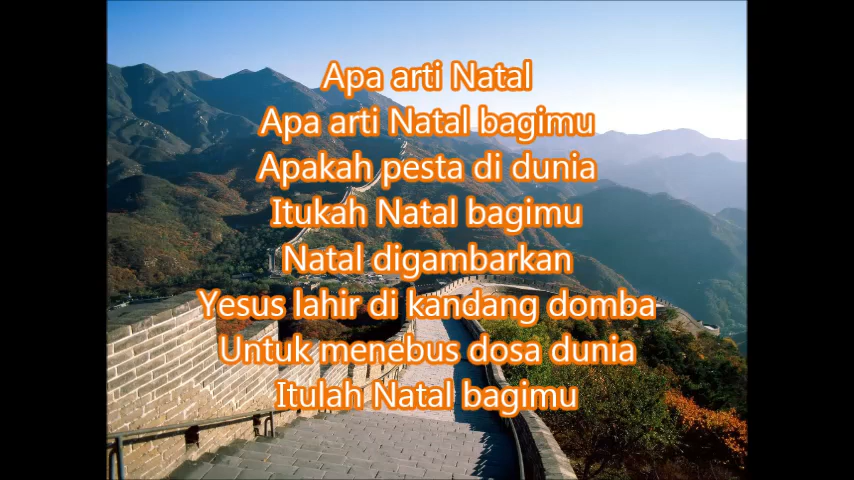 Apa arti Natal
Apa arti Natal bagimu
Apakah pesta di dunia
Itukah Natal bagimu
Natal digambarkan
Yesus lahir di kandang domba
Untuk menebus dosa dunia
Itulah Natal bagimu